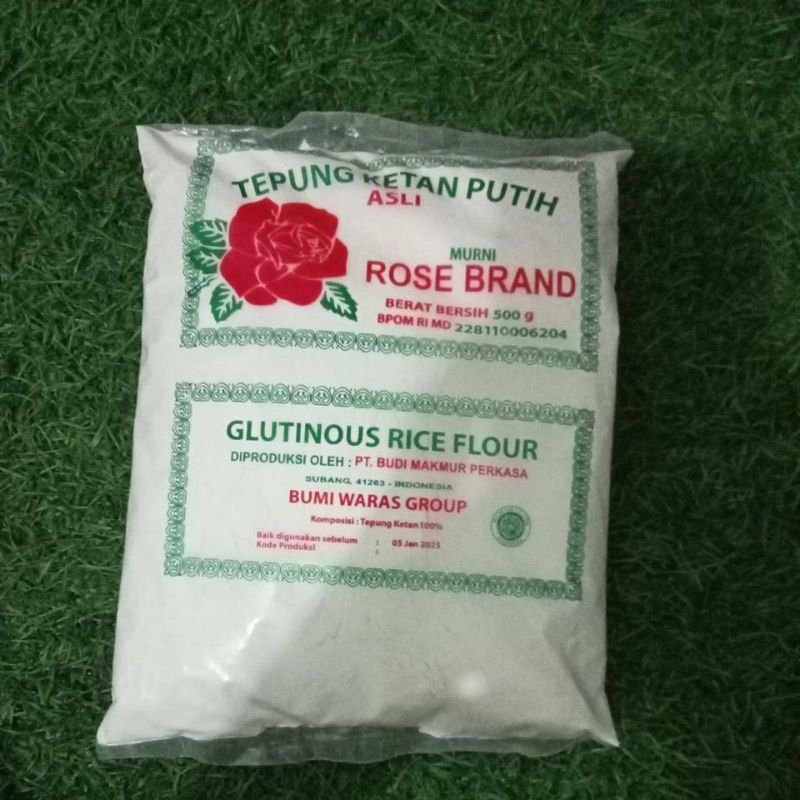 TEPUNG KETAN PUTIH
ASLI
MURNI
ROSE BRAND
BERAT BERSIH 500 g
BPOM RI MD 228110006204
GLUTINOUS RICE FLOUR
DIPRODUKSI OLEH : PT. BUDI MAKMUR PERKASA
SUBANG, 41263 - INDONESIA
BUMI WARAS GROUP
Komposisi : Tepung Ketan 100%
Baik digunakan sebelum : 05 Jan 2025
Kode Produksi :